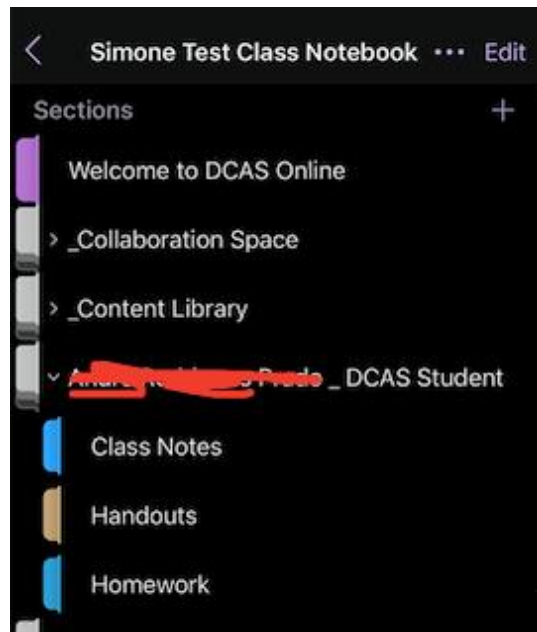 Simone Test Class Notebook ... Edit
Sections +
Welcome to DCAS Online
> _Collaboration Space
> _Content Library
_ DCAS Student
Class Notes
Handouts
Homework